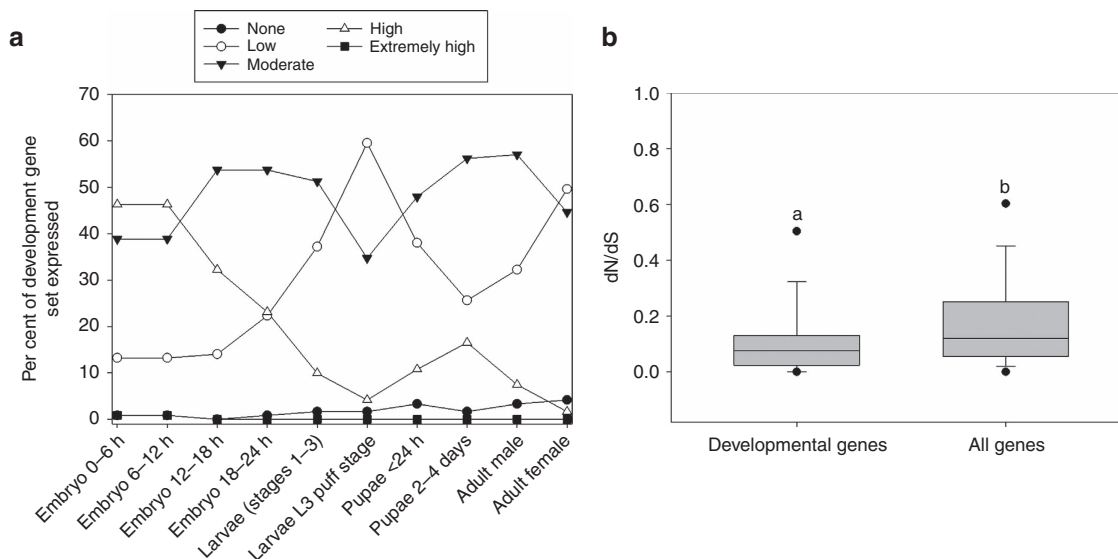 a
None
Low
Moderate
High
Extremely high
70
60
50
40
30
20
10
0
Per cent of development gene
set expressed
Embryo 0–6 h
Embryo 6–12 h
Embryo 12–18 h
Embryo 18–24 h
Larvae (stages 1–3)
Larvae L3 puff stage
Pupae <24 h
Pupae 2–4 days
Adult male
Adult female
b
1.0
0.8
0.6
0.4
0.2
0.0
dN/dS
a
b
Developmental genes
All genes